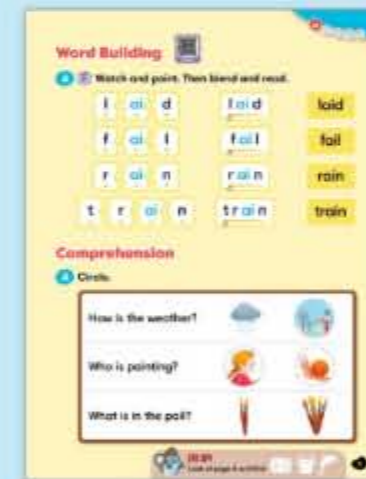 Word Building
Watch and point. Then blend and read.
l ai d laid laid
f ai l fail fail
r ai n rain rain
t r ai n train train
Comprehension
Circle.
How is the weather?
Who is painting?
What is in the pail?